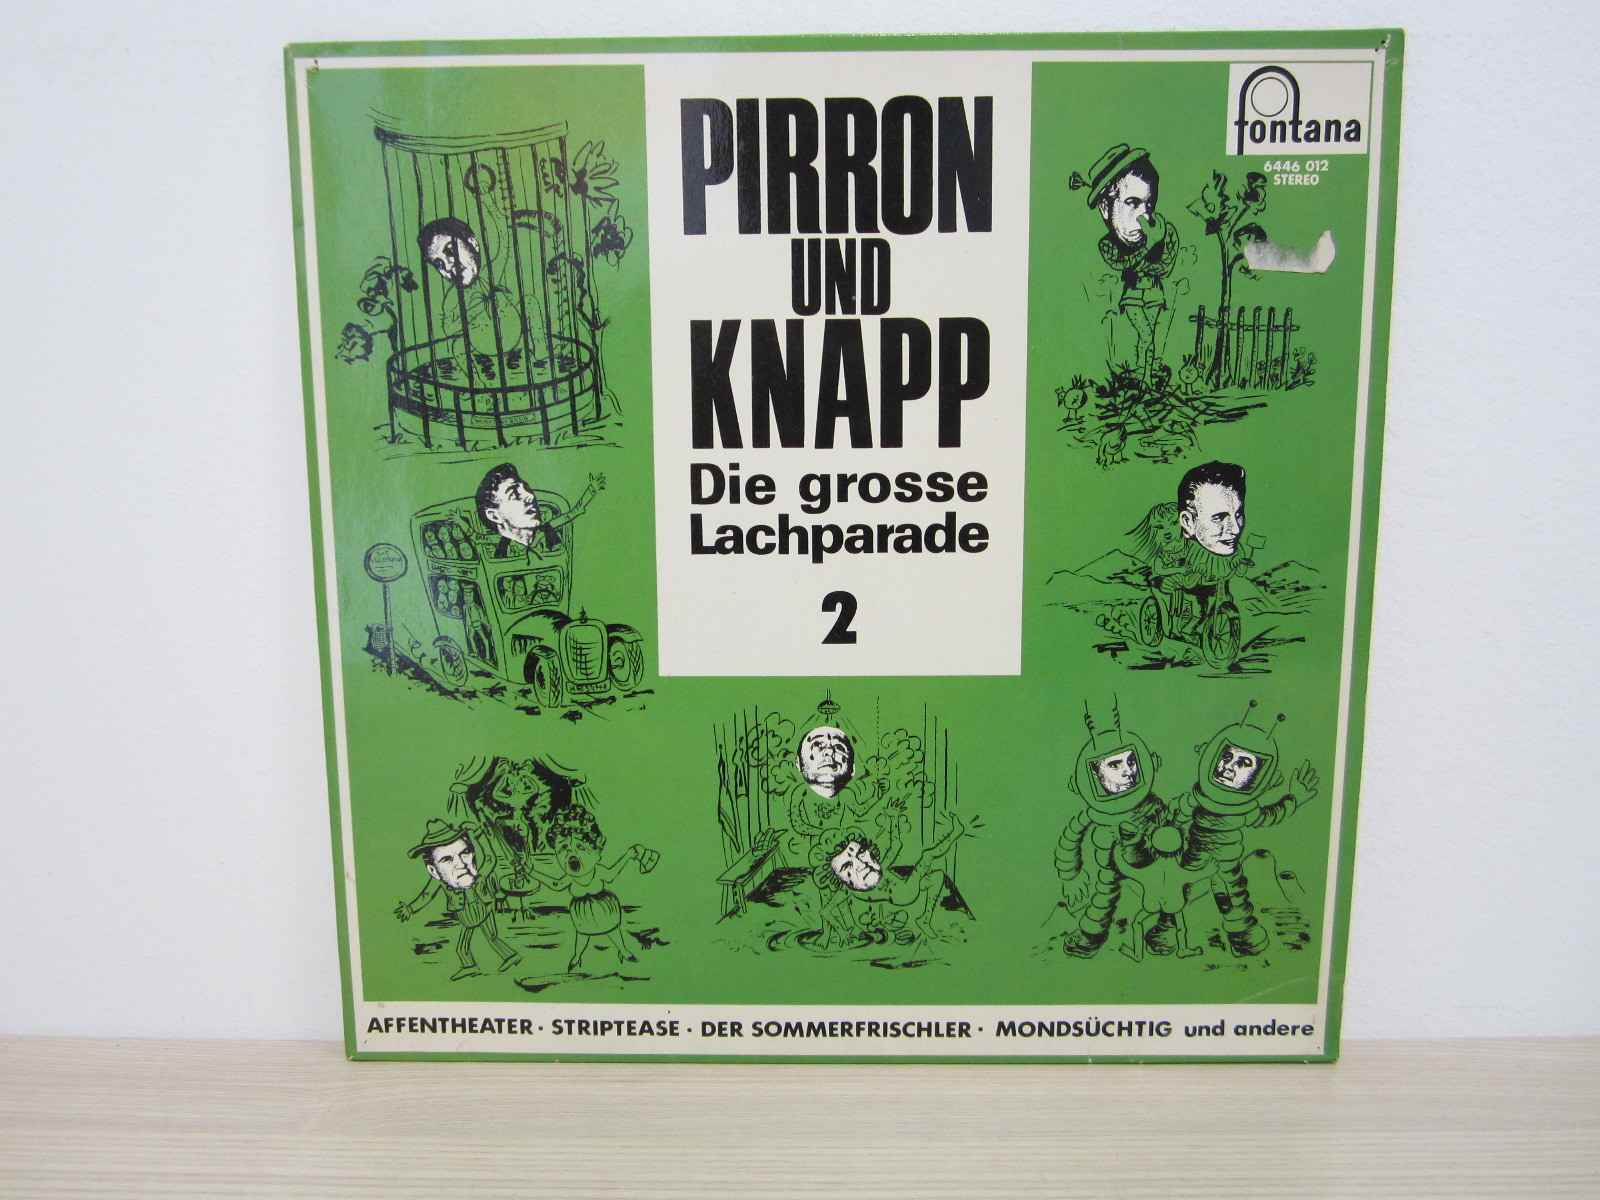 PIRRON
UND
KNAPP
Die grosse
Lachparade
2
fontana
6446 012
STEREO
AFFENTHEATER · STRIPTEASE · DER SOMMERFRISCHLER · MONDSÜCHTIG und andere